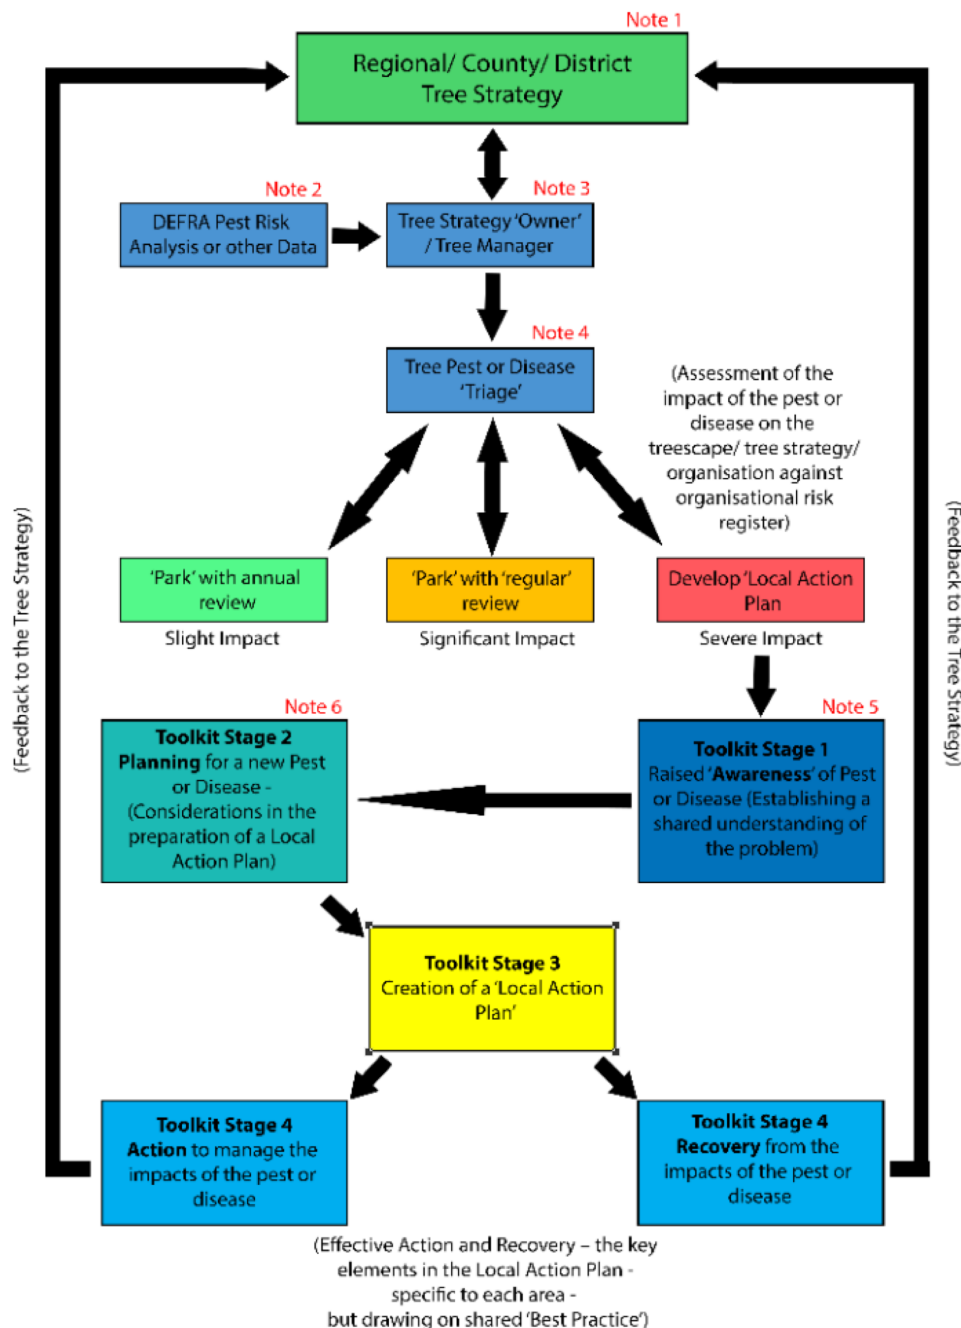 Note 1
Regional/ County/ District
Tree Strategy
Note 2
DEFRA Pest Risk
Analysis or other Data
Note 3
Tree Strategy 'Owner'
/ Tree Manager
Note 4
Tree Pest or Disease
'Triage'
(Assessment of the
impact of the pest or
disease on the
treescape/ tree strategy/
organisation against
organisational risk
register)
'Park' with annual
review
Slight Impact
'Park' with 'regular'
review
Significant Impact
Develop 'Local Action
Plan
Severe Impact
Note 5
Toolkit Stage 1
Raised 'Awareness' of Pest
or Disease (Establishing a
shared understanding of
the problem)
Note 6
Toolkit Stage 2
Planning for a new Pest
or Disease -
(Considerations in the
preparation of a Local
Action Plan)
Toolkit Stage 3
Creation of a 'Local Action
Plan'
Toolkit Stage 4
Action to manage the
impacts of the pest or
disease
Toolkit Stage 4
Recovery from the
impacts of the pest or
disease
(Feedback to the Tree Strategy)
(Feedback to the Tree Strategy)
(Effective Action and Recovery – the key
elements in the Local Action Plan -
specific to each area -
but drawing on shared 'Best Practice')